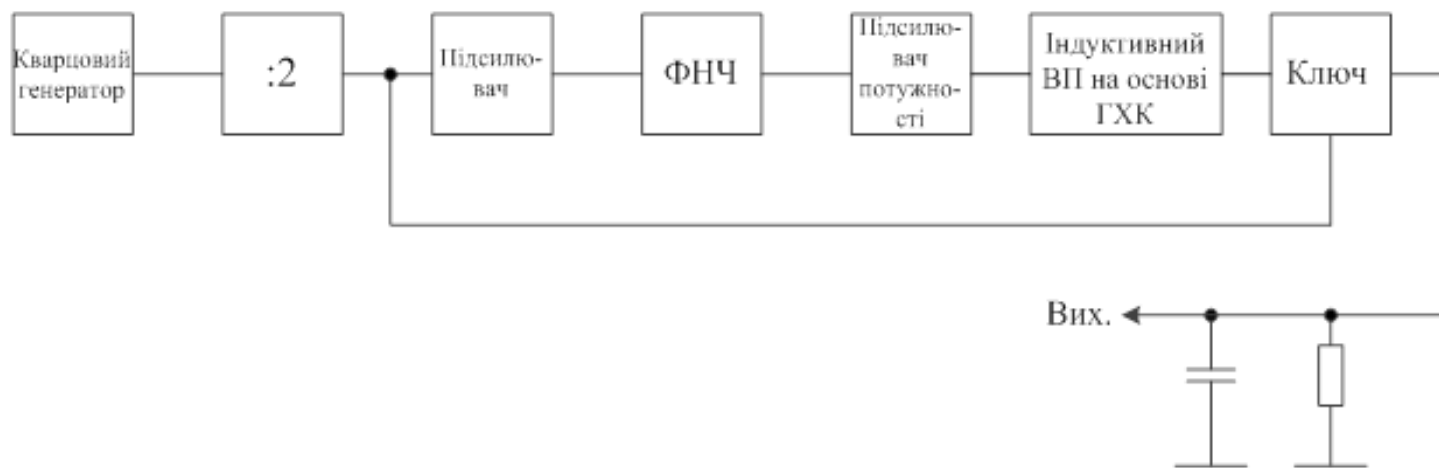 Кварцовий
генератор
:2
Підсилю-
вач
ФНЧ
Підсилю-
вач
потужно-
сті
Індуктивний
ВП на основі
ГХК
Ключ
Вих.